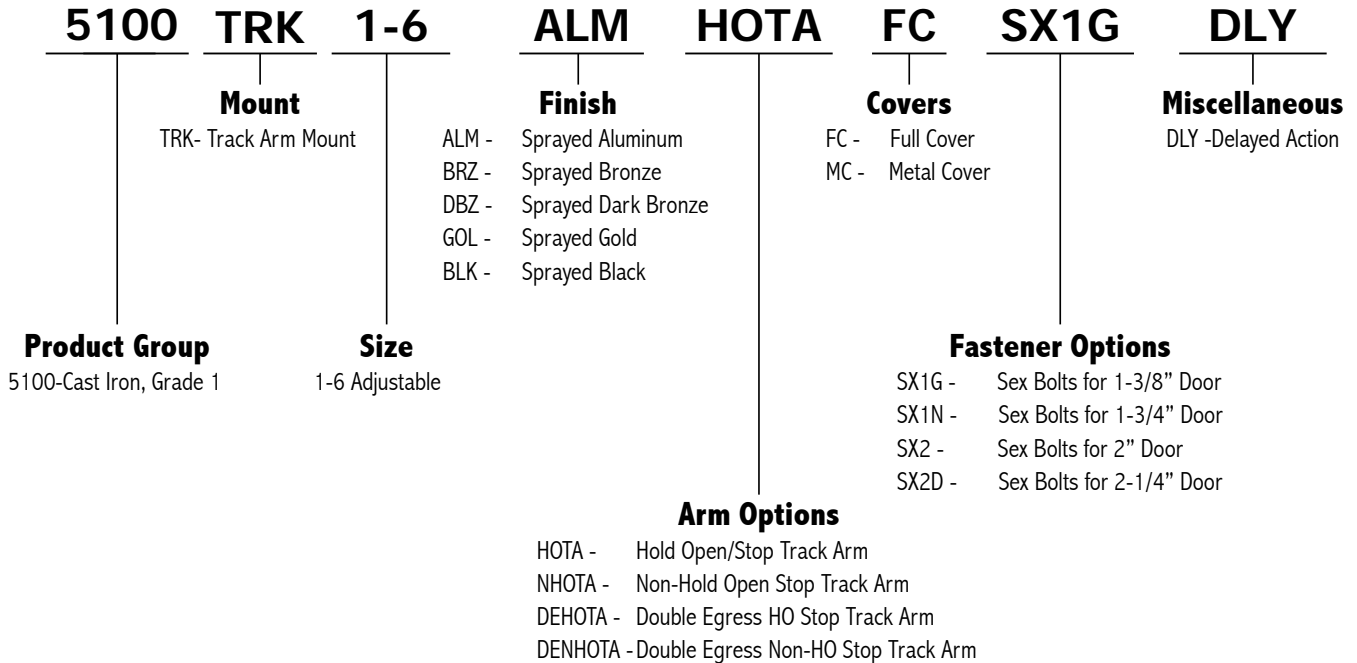 5100 TRK 1-6 ALM HOTA FC SX1G DLY
Mount
TRK- Track Arm Mount
Finish
ALM - Sprayed Aluminum
BRZ - Sprayed Bronze
DBZ - Sprayed Dark Bronze
GOL - Sprayed Gold
BLK - Sprayed Black
Covers
FC - Full Cover
MC - Metal Cover
Miscellaneous
DLY -Delayed Action
Product Group
5100-Cast Iron, Grade 1
Size
1-6 Adjustable
Fastener Options
SX1G - Sex Bolts for 1-3/8” Door
SX1N - Sex Bolts for 1-3/4” Door
SX2 - Sex Bolts for 2” Door
SX2D - Sex Bolts for 2-1/4” Door
Arm Options
HOTA - Hold Open/Stop Track Arm
NHOTA - Non-Hold Open Stop Track Arm
DEHOTA - Double Egress HO Stop Track Arm
DENHOTA - Double Egress Non-HO Stop Track Arm